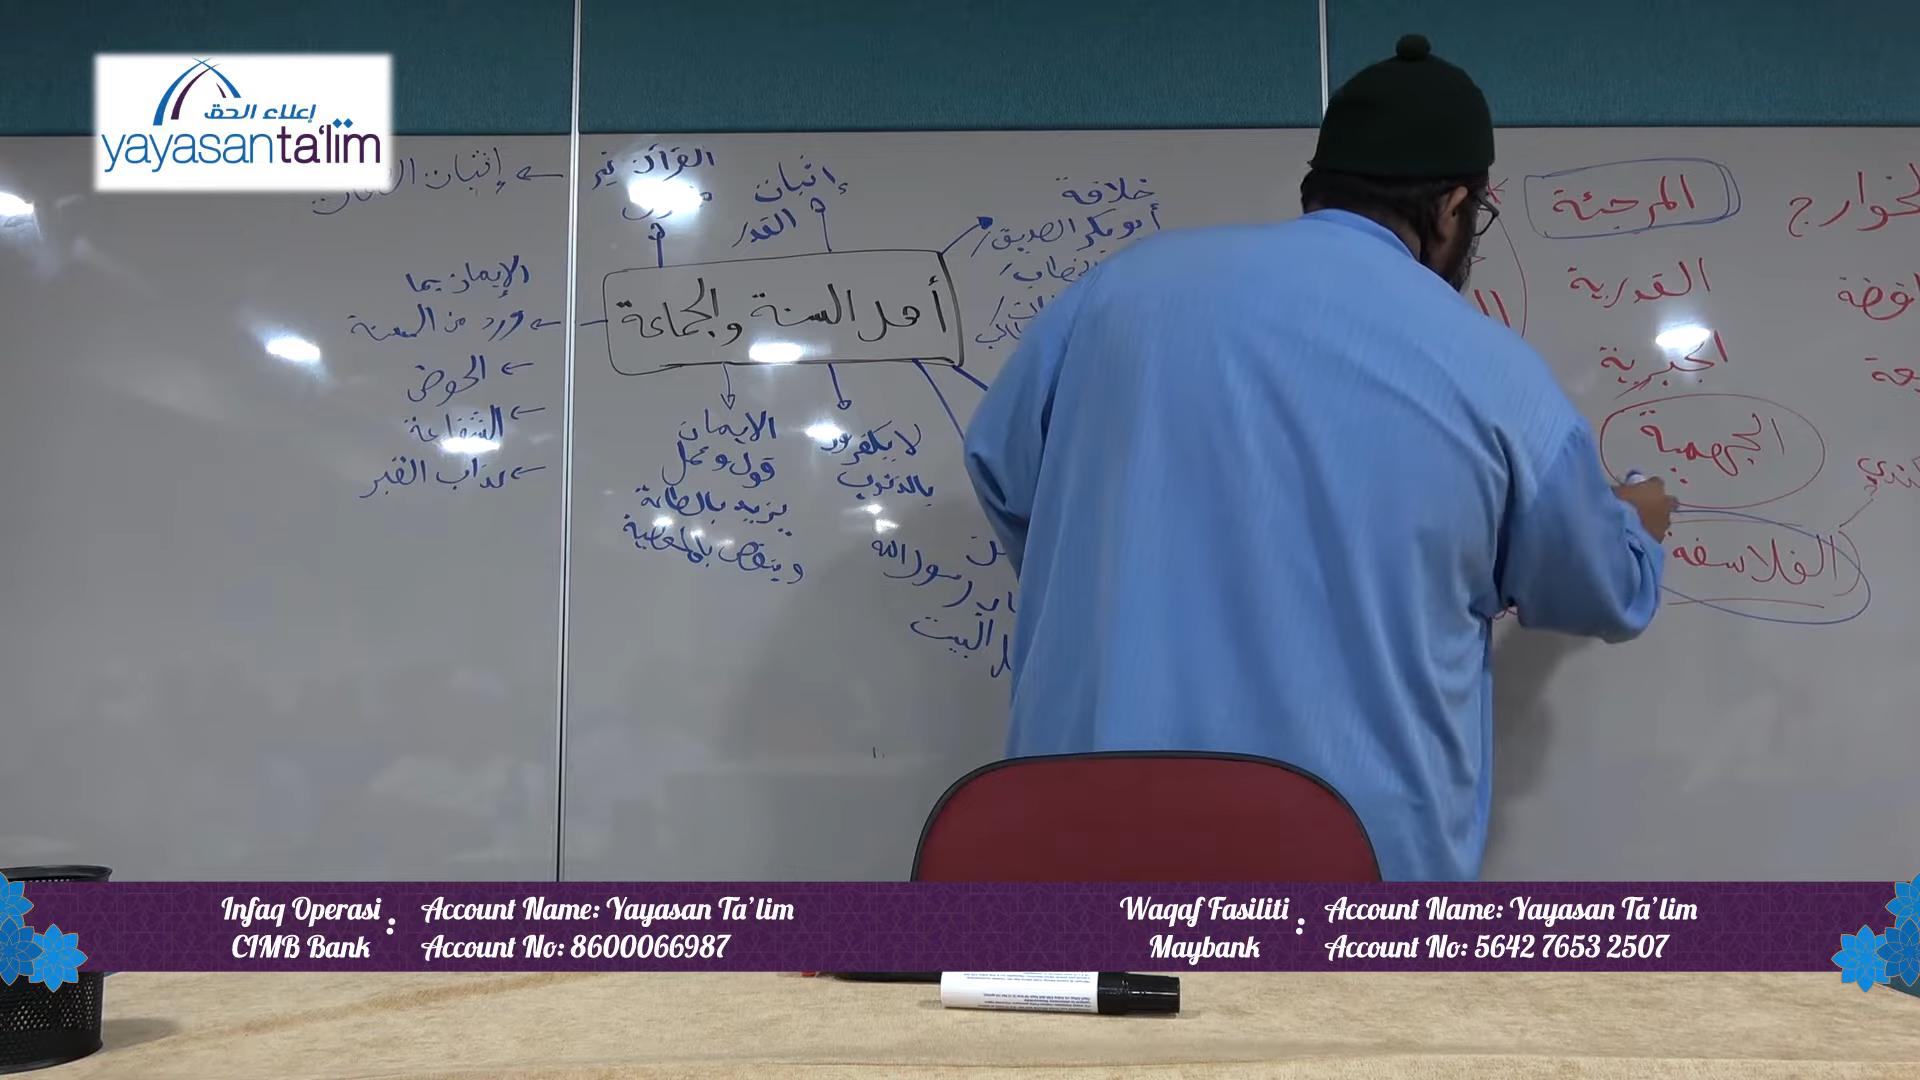 إعلاء الحق
yayasanta'lim
إثبات
القرآن غير
إثبات
القدر
خلافة
أبو بكر الصديق/
أهل السنة والجماعة
الإيمان بما
ورد من السنة
الحوض
الشفاعة
عذاب القبر
الايمان
قول وعمل
يزيد بالطاعة
وينقص بالمعصية
لا يكفرون
بالذنوب
رسول الله
البيت
المرجئة
القدرية
الجبرية
الجهمية
الفلاسفة
لخوارج
Infaq Operasi : Account Name: Yayasan Ta'lim
CIMB Bank Account No: 8600066987
Waqaf Fasiliti : Account Name: Yayasan Ta'lim
Maybank Account No: 5642 7653 2507